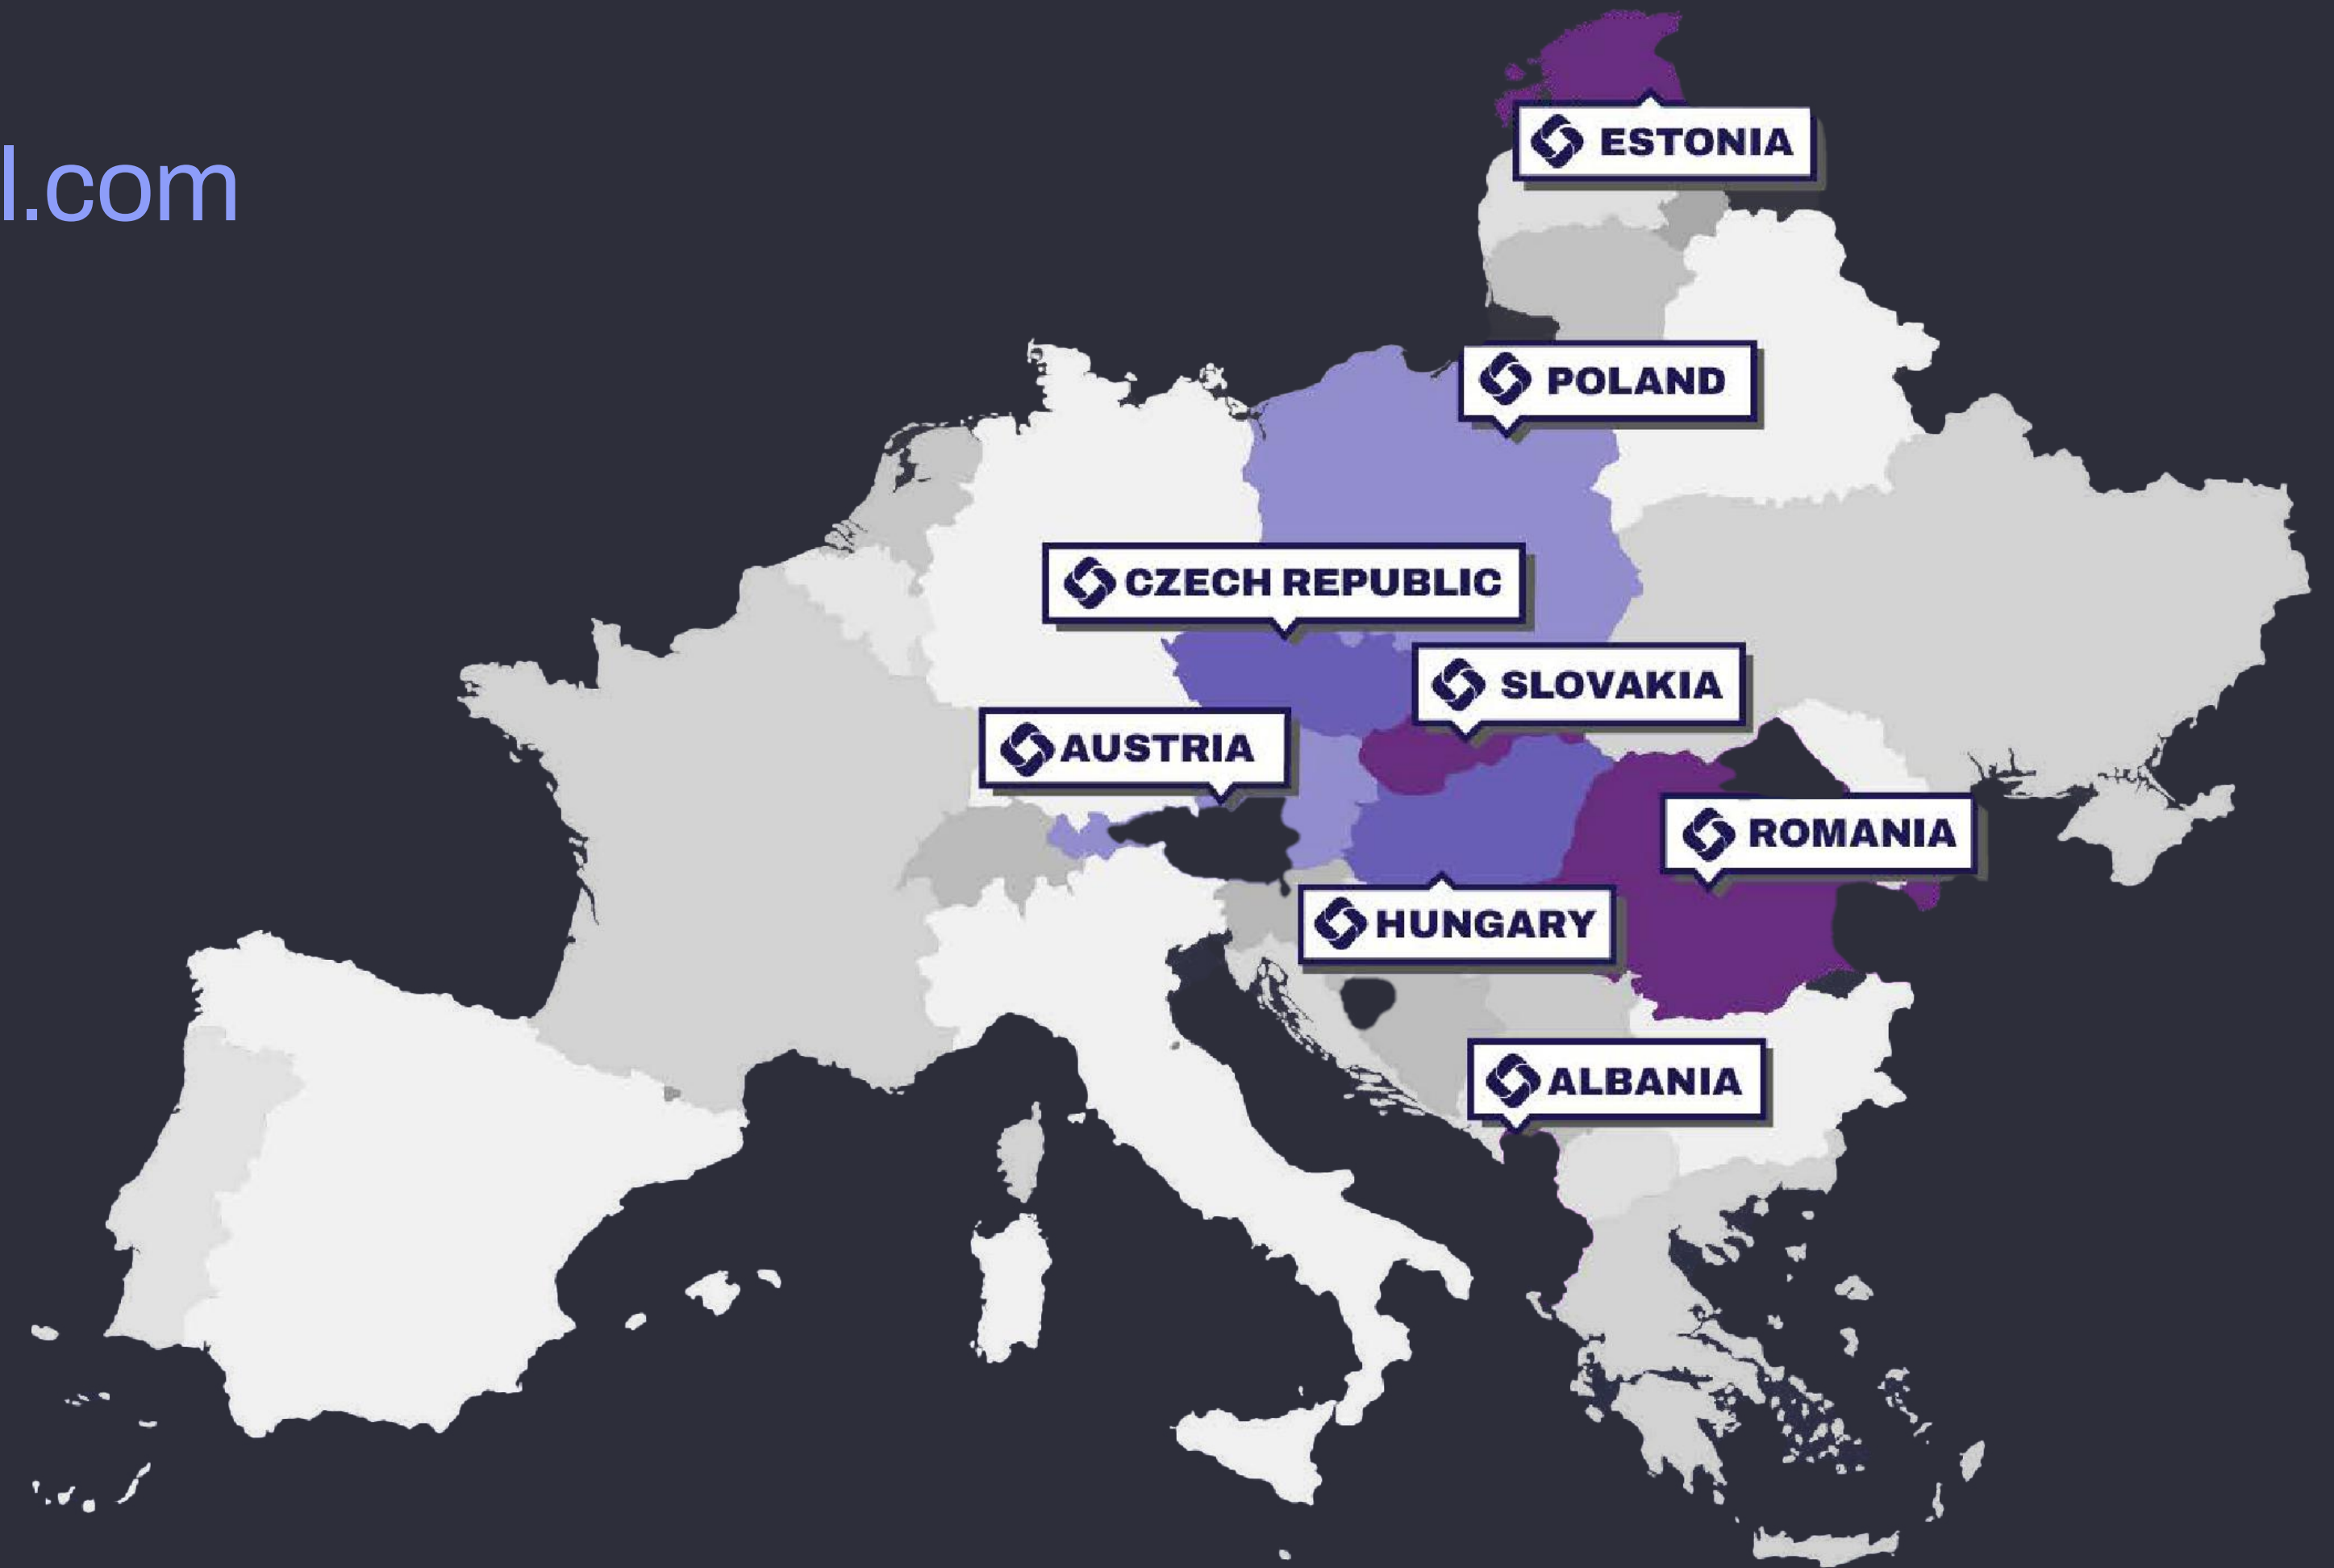 l.com
ESTONIA
POLAND
CZECH REPUBLIC
SLOVAKIA
AUSTRIA
ROMANIA
HUNGARY
ALBANIA